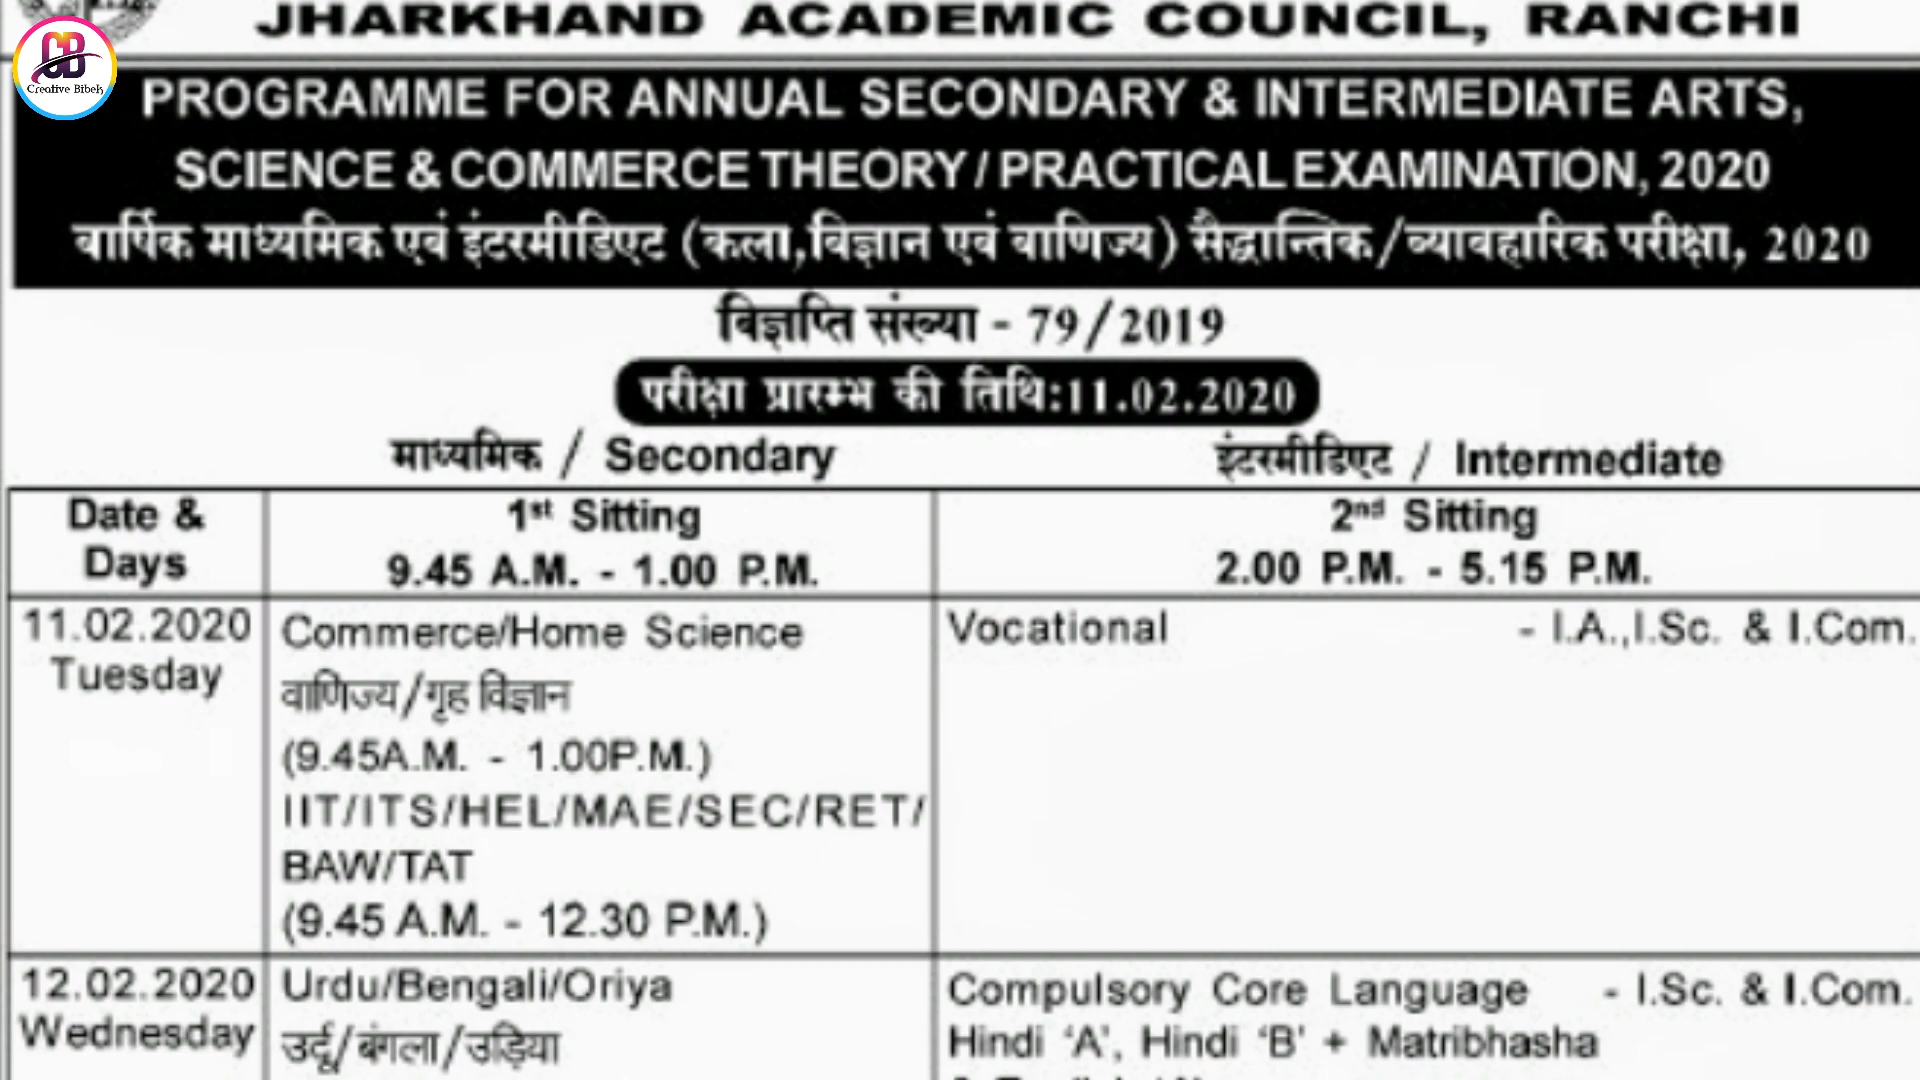 JHARKHAND ACADEMIC COUNCIL, RANCHI
CB
Creative Bibek
PROGRAMME FOR ANNUAL SECONDARY & INTERMEDIATE ARTS,
SCIENCE & COMMERCE THEORY / PRACTICAL EXAMINATION, 2020
वार्षिक माध्यमिक एवं इंटरमीडिएट (कला,विज्ञान एवं वाणिज्य) सैद्धान्तिक/व्यावहारिक परीक्षा, 2020
विज्ञप्ति संख्या - 79/2019
परीक्षा प्रारम्भ की तिथि:11.02.2020
माध्यमिक / Secondary
इंटरमीडिएट / Intermediate
Date &
Days
1st Sitting
9.45 A.M. - 1.00 P.M.
2nd Sitting
2.00 P.M. - 5.15 P.M.
11.02.2020
Tuesday
Commerce/Home Science
वाणिज्य/गृह विज्ञान
(9.45A.M. - 1.00P.M.)
IIT/ITS/HEL/MAE/SEC/RET/
BAW/TAT
(9.45 A.M. - 12.30 P.M.)
Vocational - I.A.,I.Sc. & I.Com.
12.02.2020
Wednesday
Urdu/Bengali/Oriya
उर्दू/बंगला/उड़िया
Compulsory Core Language - I.Sc. & I.Com.
Hindi ‘A’, Hindi ‘B’ + Matribhasha